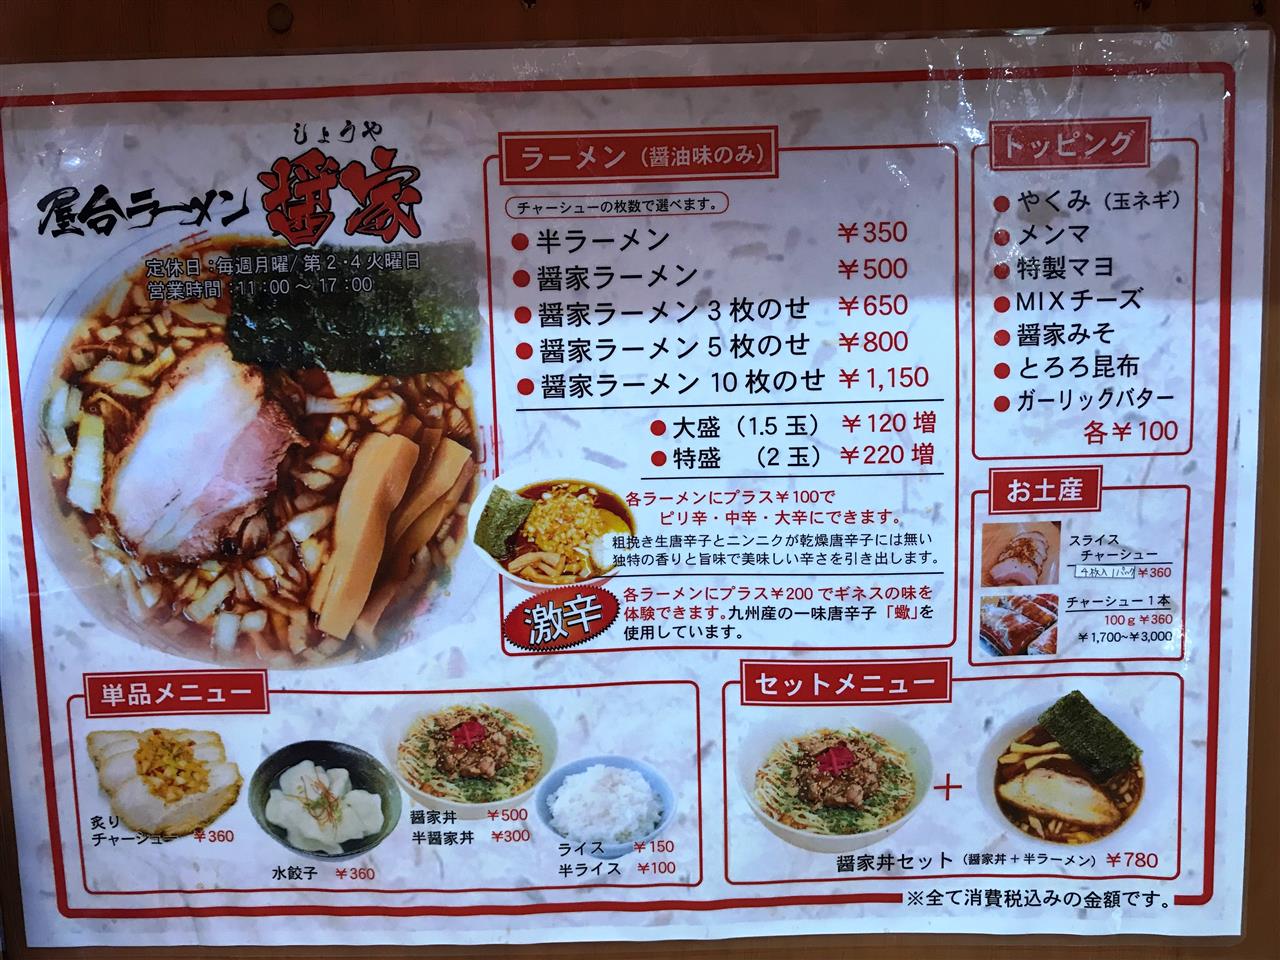 しょうや
屋台ラーメン 醤家
定休日:毎週月曜/第2・4火曜日
営業時間:11:00〜17:00
ラーメン(醤油味のみ)
チャーシューの枚数で選べます。
●半ラーメン ¥350
●醤家ラーメン ¥500
●醤家ラーメン3枚のせ ¥650
●醤家ラーメン5枚のせ ¥800
●醤家ラーメン10枚のせ ¥1,150
●大盛(1.5玉) ¥120増
●特盛(2玉) ¥220増
各ラーメンにプラス¥100で
ピリ辛・中辛・大辛にできます。
粗挽き生唐辛子とニンニクが乾燥唐辛子には無い
独特の香りと旨味で美味しい辛さを引き出します。
激辛
各ラーメンにプラス¥200でギネスの味を
体験できます。九州産の一味唐辛子「蠍」を
使用しています。
トッピング
●やくみ(玉ネギ)
●メンマ
●特製マヨ
●MIXチーズ
●醤家みそ
●とろろ昆布
●ガーリックバター
各¥100
お土産
スライス
チャーシュー
4枚入1パック ¥360
チャーシュー1本
100g¥360
¥1,700~¥3,000
単品メニュー
炙り
チャーシュー ¥360
水餃子 ¥360
醤家丼 ¥500
半醤家丼 ¥300
ライス ¥150
半ライス ¥100
セットメニュー
+
醤家丼セット(醤家丼+半ラーメン) ¥780
※全て消費税込みの金額です。